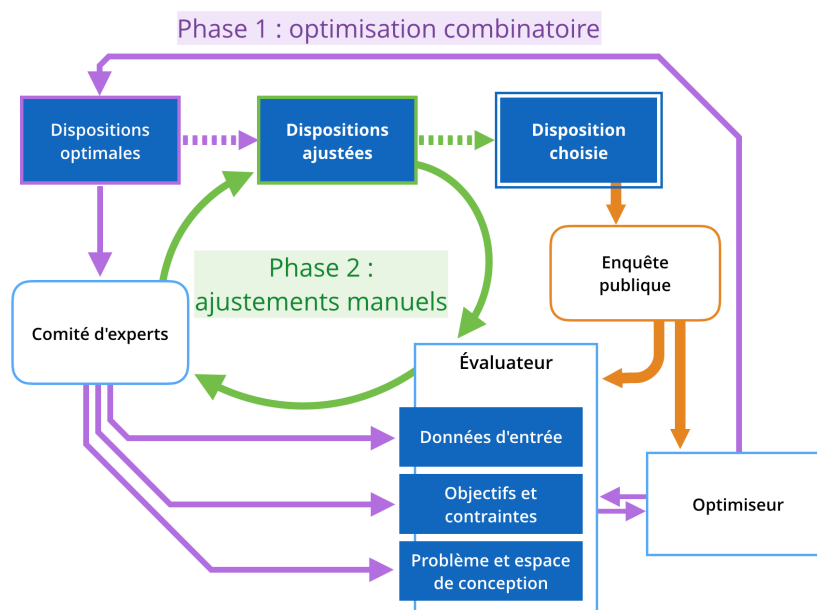 Phase 1 : optimisation combinatoire
Dispositions
optimales
Dispositions
ajustées
Disposition
choisie
Enquête
publique
Phase 2 :
ajustements manuels
Comité d'experts
Évaluateur
Données d'entrée
Objectifs et
contraintes
Problème et espace
de conception
Optimiseur